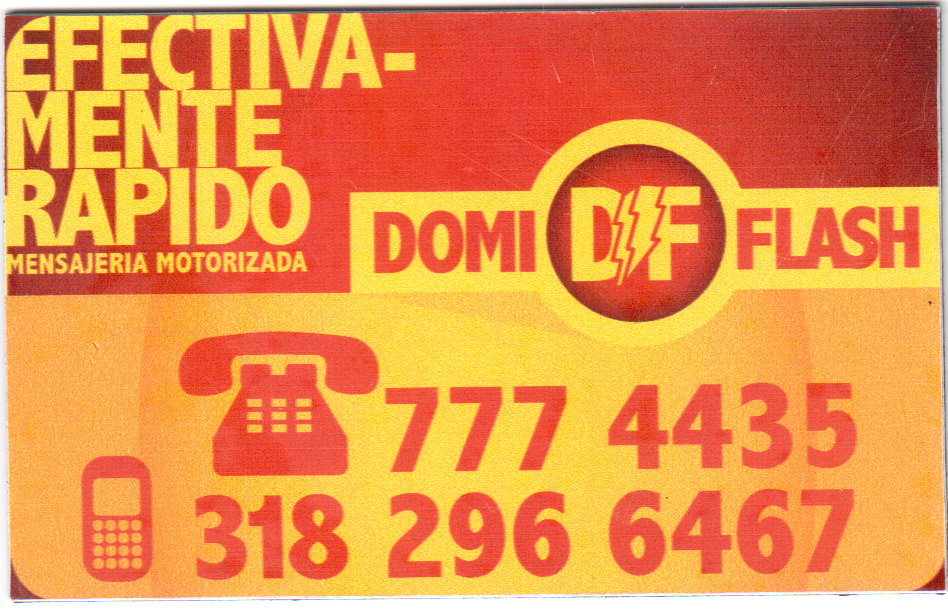 EFECTIVA-
MENTE
RAPIDO
MENSAJERIA MOTORIZADA
DOMI DF FLASH
777 4435
318 296 6467